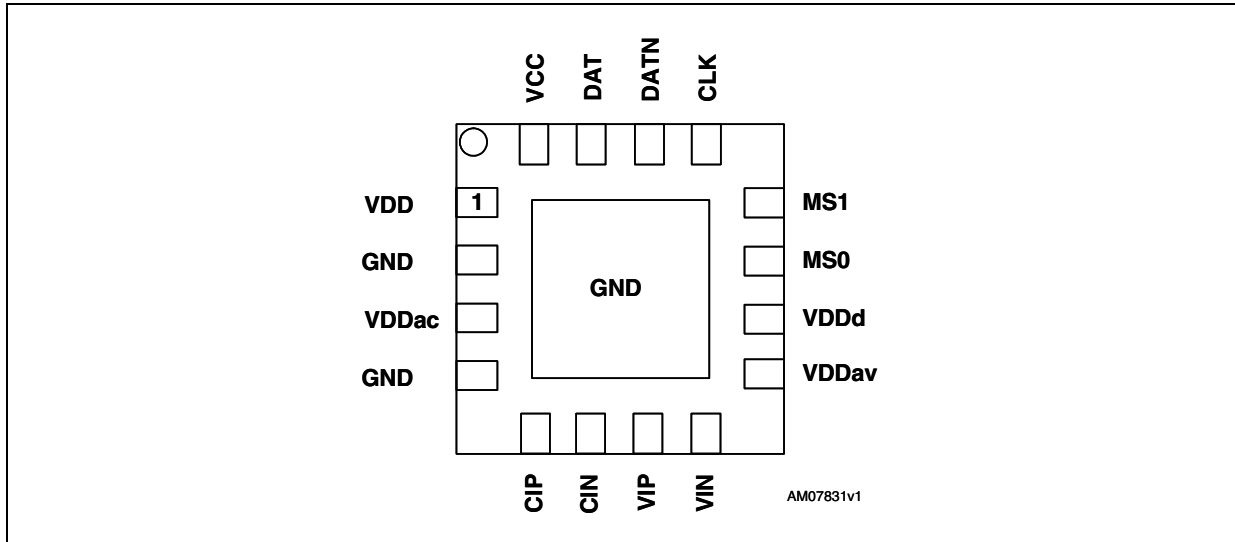 VCC
DAT
DATN
CLK
VDD
1
MS1
GND
MS0
GND
VDDac
VDDd
GND
VDDav
CIP
CIN
VIP
VIN
AM07831v1